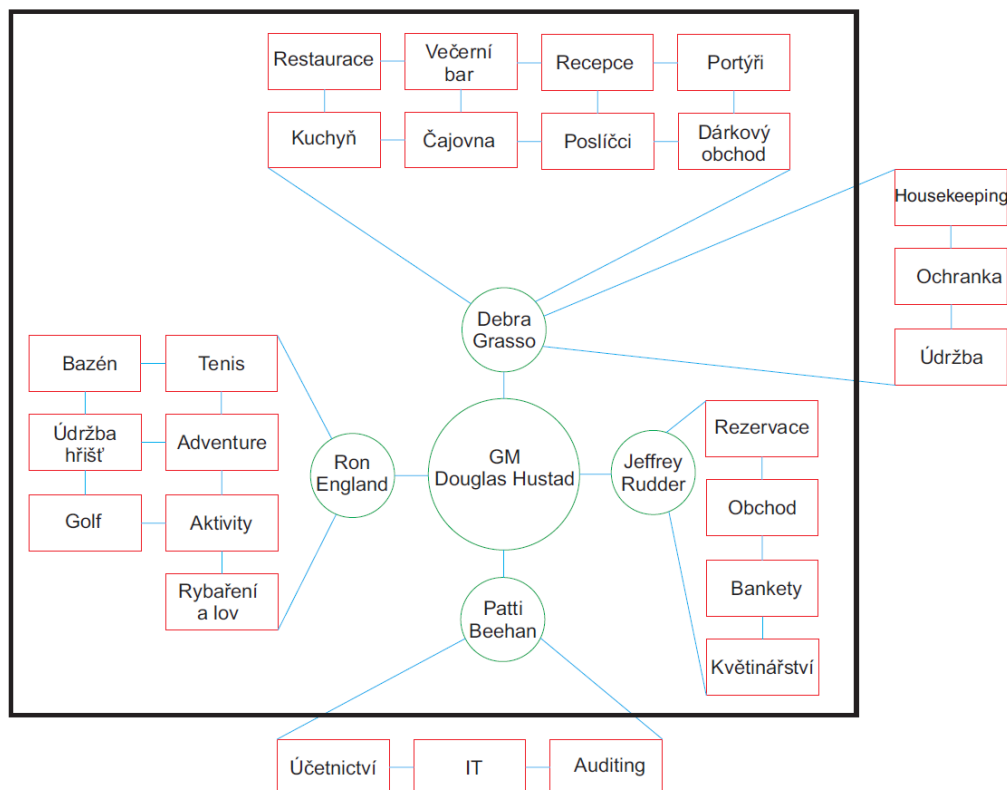 Restaurace
Večerní
bar
Recepce
Portýři
Kuchyň
Čajovna
Poslíčci
Dárkový
obchod
Housekeeping
Ochranka
Údržba
Debra
Grasso
Bazén
Tenis
Údržba
hřišť
Adventure
Golf
Aktivity
Rybaření
a lov
Ron
England
GM
Douglas Hustad
Jeffrey
Rudder
Rezervace
Obchod
Bankety
Květinářství
Patti
Beehan
Účetnictví
IT
Auditing